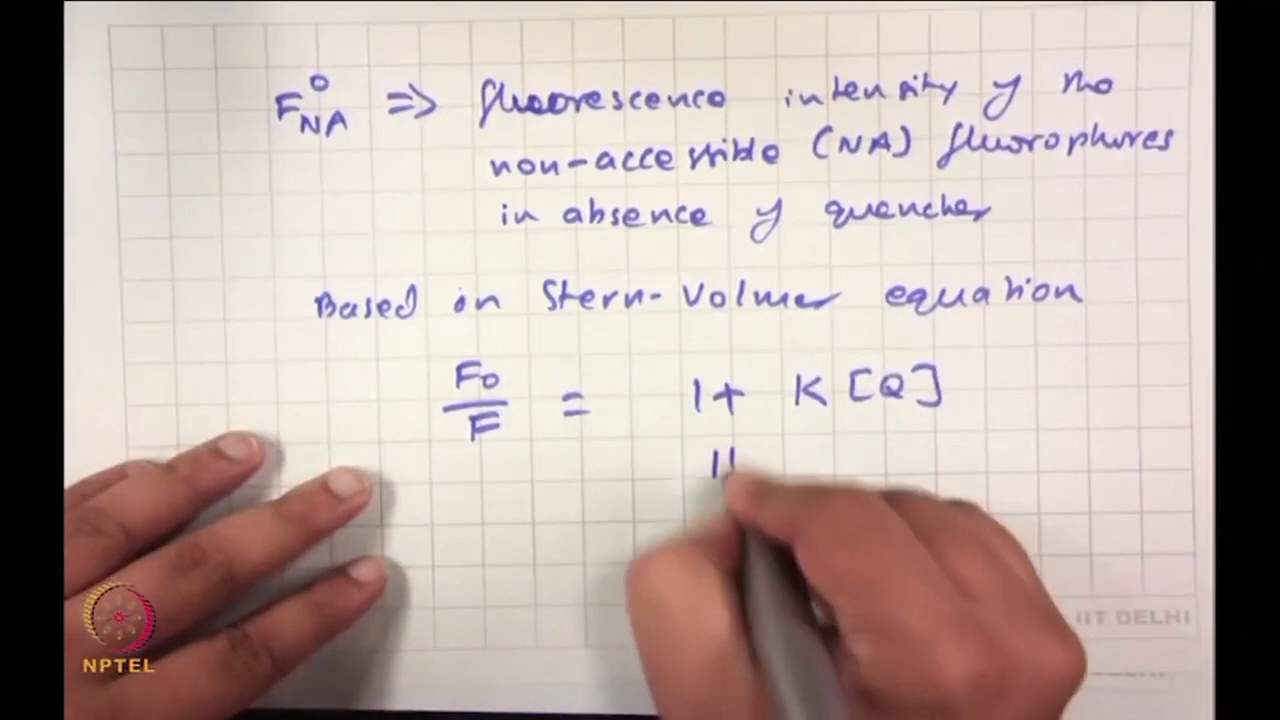 F°NA ⇒ fluorescence intensity of the
non-accessible (NA) fluorophores
in absence of quencher
Based on Stern-Volmer equation
F0/F = 1 + K [Q]
IIT DELHI
NPTEL